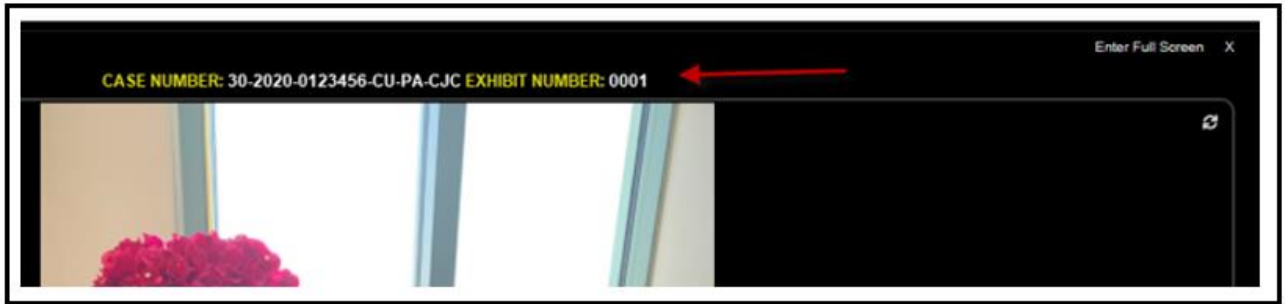 Enter Full Screen X
CASE NUMBER: 30-2020-0123456-CU-PA-CJC EXHIBIT NUMBER: 0001